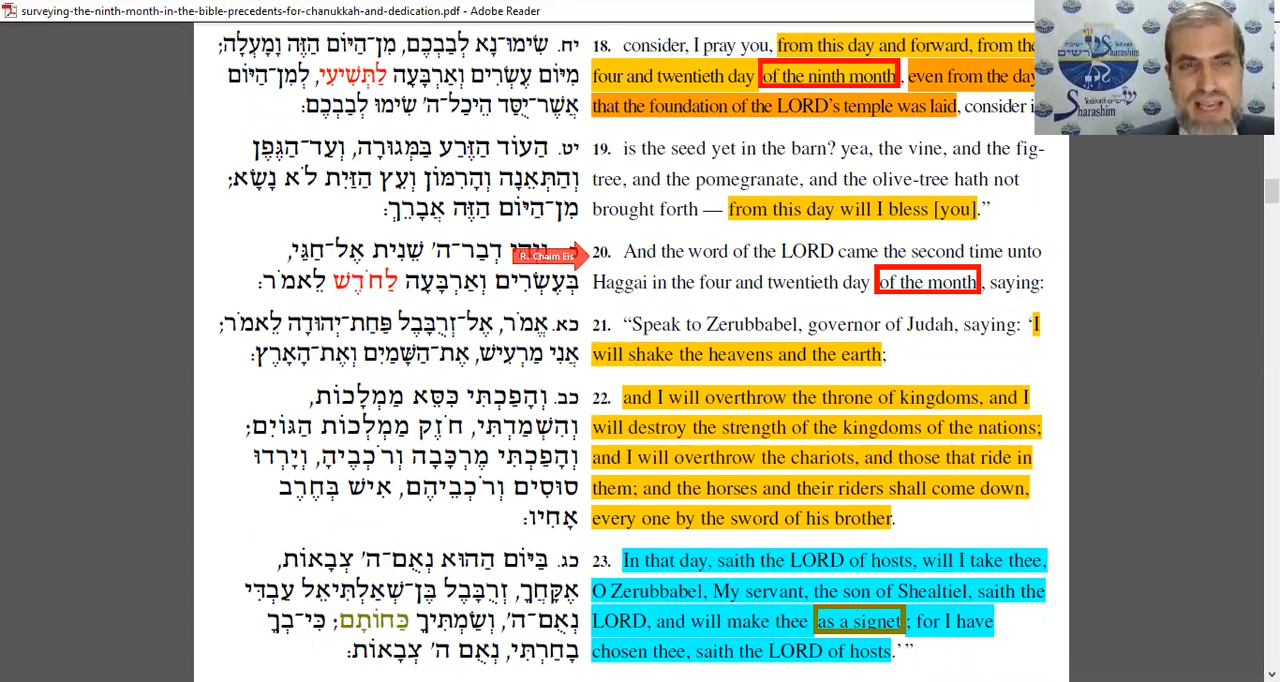 surveying-the-ninth-month-in-the-bible-precedents-for-chanukkah-and-dedication.pdf - Adobe Reader
יח. שִׂימוּ־נָא לְבַבְכֶם, מִן־הַיּוֹם הַזֶּה וָמָעְלָה;
מִיּוֹם עֶשְׂרִים וְאַרְבָּעָה לַתְּשִׁיעִי, לְמִן־הַיּוֹם
אֲשֶׁר־יֻסַּד הֵיכַל־ה' שִׂימוּ לְבַבְכֶם:
18. consider, I pray you, from this day and forward, from the
four and twentieth day of the ninth month, even from the day
that the foundation of the LORD's temple was laid, consider
יט. הַעוֹד הַזֶּרַע בַּמְּגוּרָה, וְעַד־הַגֶּפֶן
וְהַתְּאֵנָה וְהָרִמּוֹן וְעֵץ הַזַּיִת לֹא נָשָׂא;
מִן־הַיּוֹם הַזֶּה אֲבָרֵךְ:
19. is the seed yet in the barn? yea, the vine, and the fig-
tree, and the pomegranate, and the olive-tree hath not
brought forth — from this day will I bless [you]."
דְבַר־ה' שֵׁנִית אֶל־חַגַּי,
בְּעֶשְׂרִים וְאַרְבָּעָה לַחֹדֶשׁ לֵאמֹר:
R. Chaim Eis
20. And the word of the LORD came the second time unto
Haggai in the four and twentieth day of the month, saying:
כא. אֱמֹר, אֶל־זְרֻבָּבֶל פַּחַת־יְהוּדָה לֵאמֹר;
אֲנִי מַרְעִישׁ, אֶת־הַשָּׁמַיִם וְאֶת־הָאָרֶץ:
21. "Speak to Zerubbabel, governor of Judah, saying: 'I
will shake the heavens and the earth;
כב. וְהָפַכְתִּי כִּסֵּא מַמְלָכוֹת,
וְהִשְׁמַדְתִּי, חֹזֶק מַמְלְכוֹת הַגּוֹיִם;
וְהָפַכְתִּי מֶרְכָּבָה וְרֹכְבֶיהָ, וְיָרְדוּ
סוּסִים וְרֹכְבֵיהֶם, אִישׁ בְּחֶרֶב
אָחִיו:
22. and I will overthrow the throne of kingdoms, and I
will destroy the strength of the kingdoms of the nations;
and I will overthrow the chariots, and those that ride in
them; and the horses and their riders shall come down,
every one by the sword of his brother.
כג. בַּיּוֹם הַהוּא נְאֻם־ה' צְבָאוֹת,
אֶקָּחֲךָ, זְרֻבָּבֶל בֶּן־שְׁאַלְתִּיאֵל עַבְדִּי
נְאֻם־ה', וְשַׂמְתִּיךָ כַּחוֹתָם; כִּי־בְךָ
בָחַרְתִּי, נְאֻם ה' צְבָאוֹת:
23. In that day, saith the LORD of hosts, will I take thee,
O Zerubbabel, My servant, the son of Shealtiel, saith the
LORD, and will make thee as a signet; for I have
chosen thee, saith the LORD of hosts.'"
Yeshivath
Sharashim